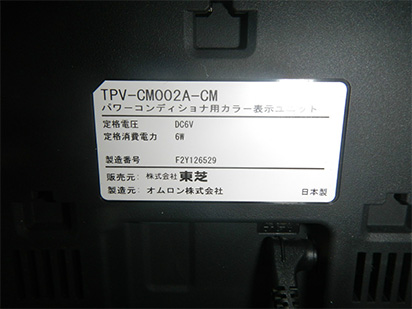 TPV-CM002A-CM
パワーコンディショナ用カラー表示ユニット
定格電圧 DC6V
定格消費電力 6W
製造番号 F2Y126529
販売元: 株式会社 東芝
製造元: オムロン株式会社 日本製